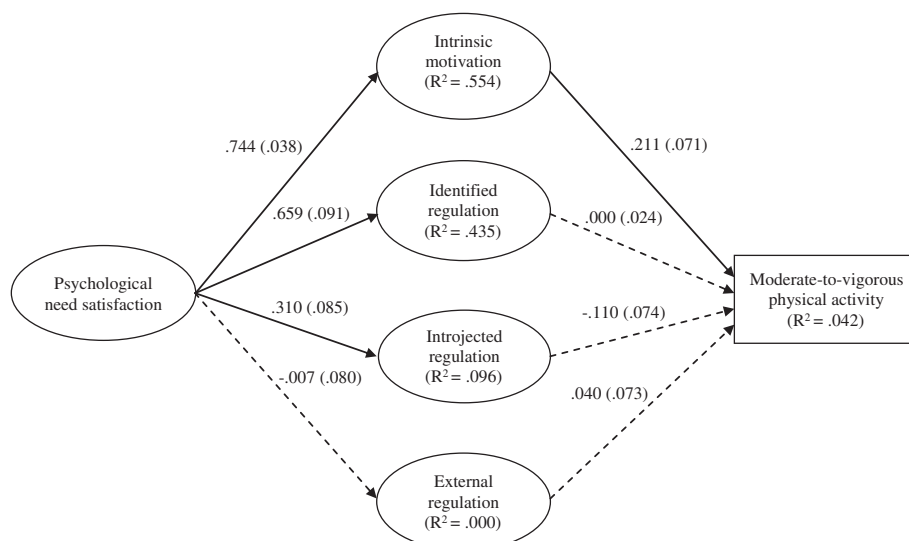 Intrinsic
motivation
(R² = .554)
.744 (.038)
.211 (.071)
Identified
regulation
(R² = .435)
.659 (.091)
.000 (.024)
Psychological
need satisfaction
Moderate-to-vigorous
physical activity
(R² = .042)
.310 (.085)
-.110 (.074)
Introjected
regulation
(R² = .096)
-.007 (.080)
.040 (.073)
External
regulation
(R² = .000)